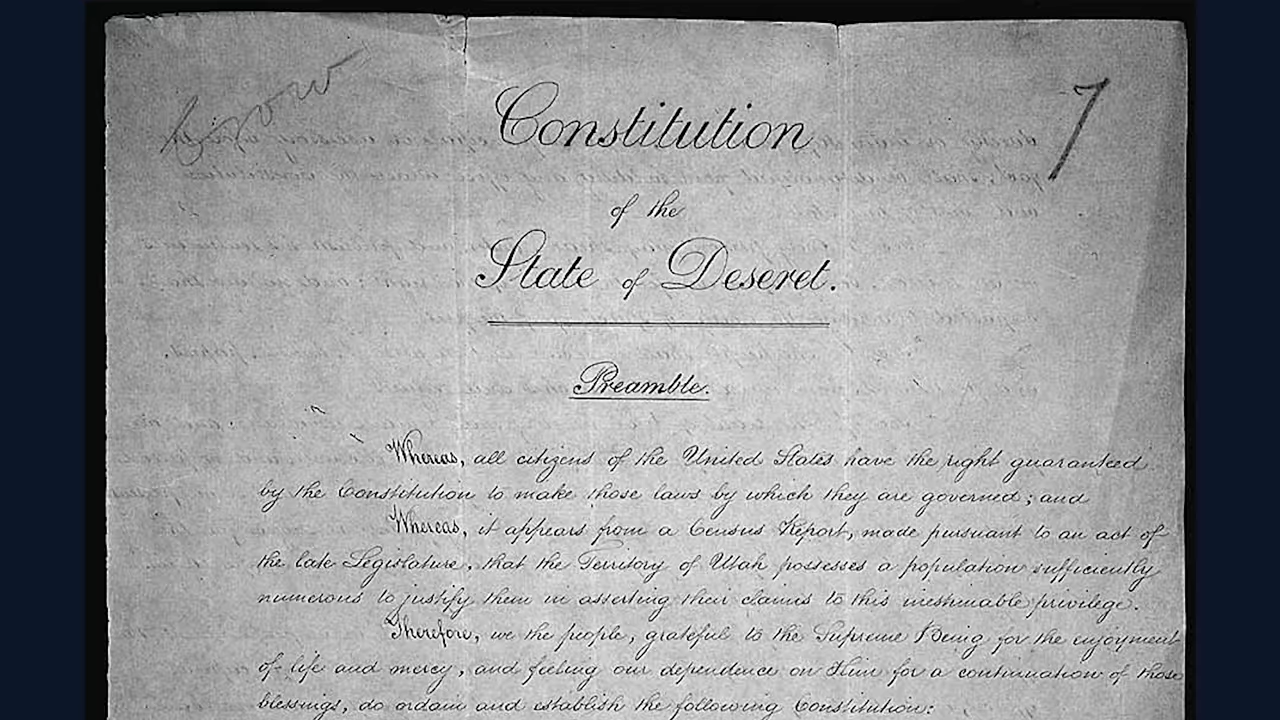 7
Constitution
of the
State of Deseret.
Preamble.
Whereas, all citizens of the United States have the right guaranteed
by the Constitution to make those laws by which they are governed; and
Whereas, it appears from a Census Report, made pursuant to an act of
the late Legislature, that the Territory of Utah possesses a population sufficiently
numerous to justify them in asserting their claims to this inestimable privilege.
Therefore, we the people, grateful to the Supreme Being for the enjoyment
of life and mercy, and feeling our dependence on Him for a continuation of those
blessings, do ordain and establish the following Constitution: